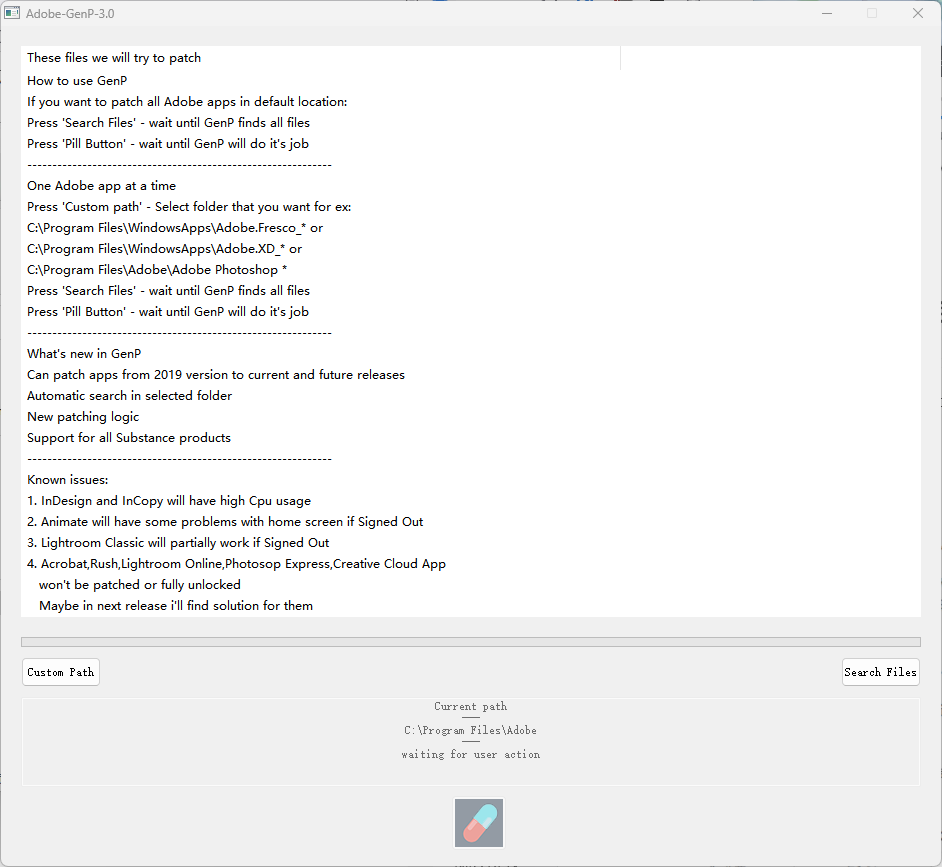 Adobe-GenP-3.0
These files we will try to patch
How to use GenP
If you want to patch all Adobe apps in default location:
Press 'Search Files' - wait until GenP finds all files
Press 'Pill Button' - wait until GenP will do it's job
-------------------------------------------------------------
One Adobe app at a time
Press 'Custom path' - Select folder that you want for ex:
C:\Program Files\WindowsApps\Adobe.Fresco_* or
C:\Program Files\WindowsApps\Adobe.XD_* or
C:\Program Files\Adobe\Adobe Photoshop *
Press 'Search Files' - wait until GenP finds all files
Press 'Pill Button' - wait until GenP will do it's job
-------------------------------------------------------------
What's new in GenP
Can patch apps from 2019 version to current and future releases
Automatic search in selected folder
New patching logic
Support for all Substance products
-------------------------------------------------------------
Known issues:
1. InDesign and InCopy will have high Cpu usage
2. Animate will have some problems with home screen if Signed Out
3. Lightroom Classic will partially work if Signed Out
4. Acrobat,Rush,Lightroom Online,Photosop Express,Creative Cloud App
won't be patched or fully unlocked
Maybe in next release i'll find solution for them
Custom Path
Search Files
Current path
---
C:\Program Files\Adobe
---
waiting for user action